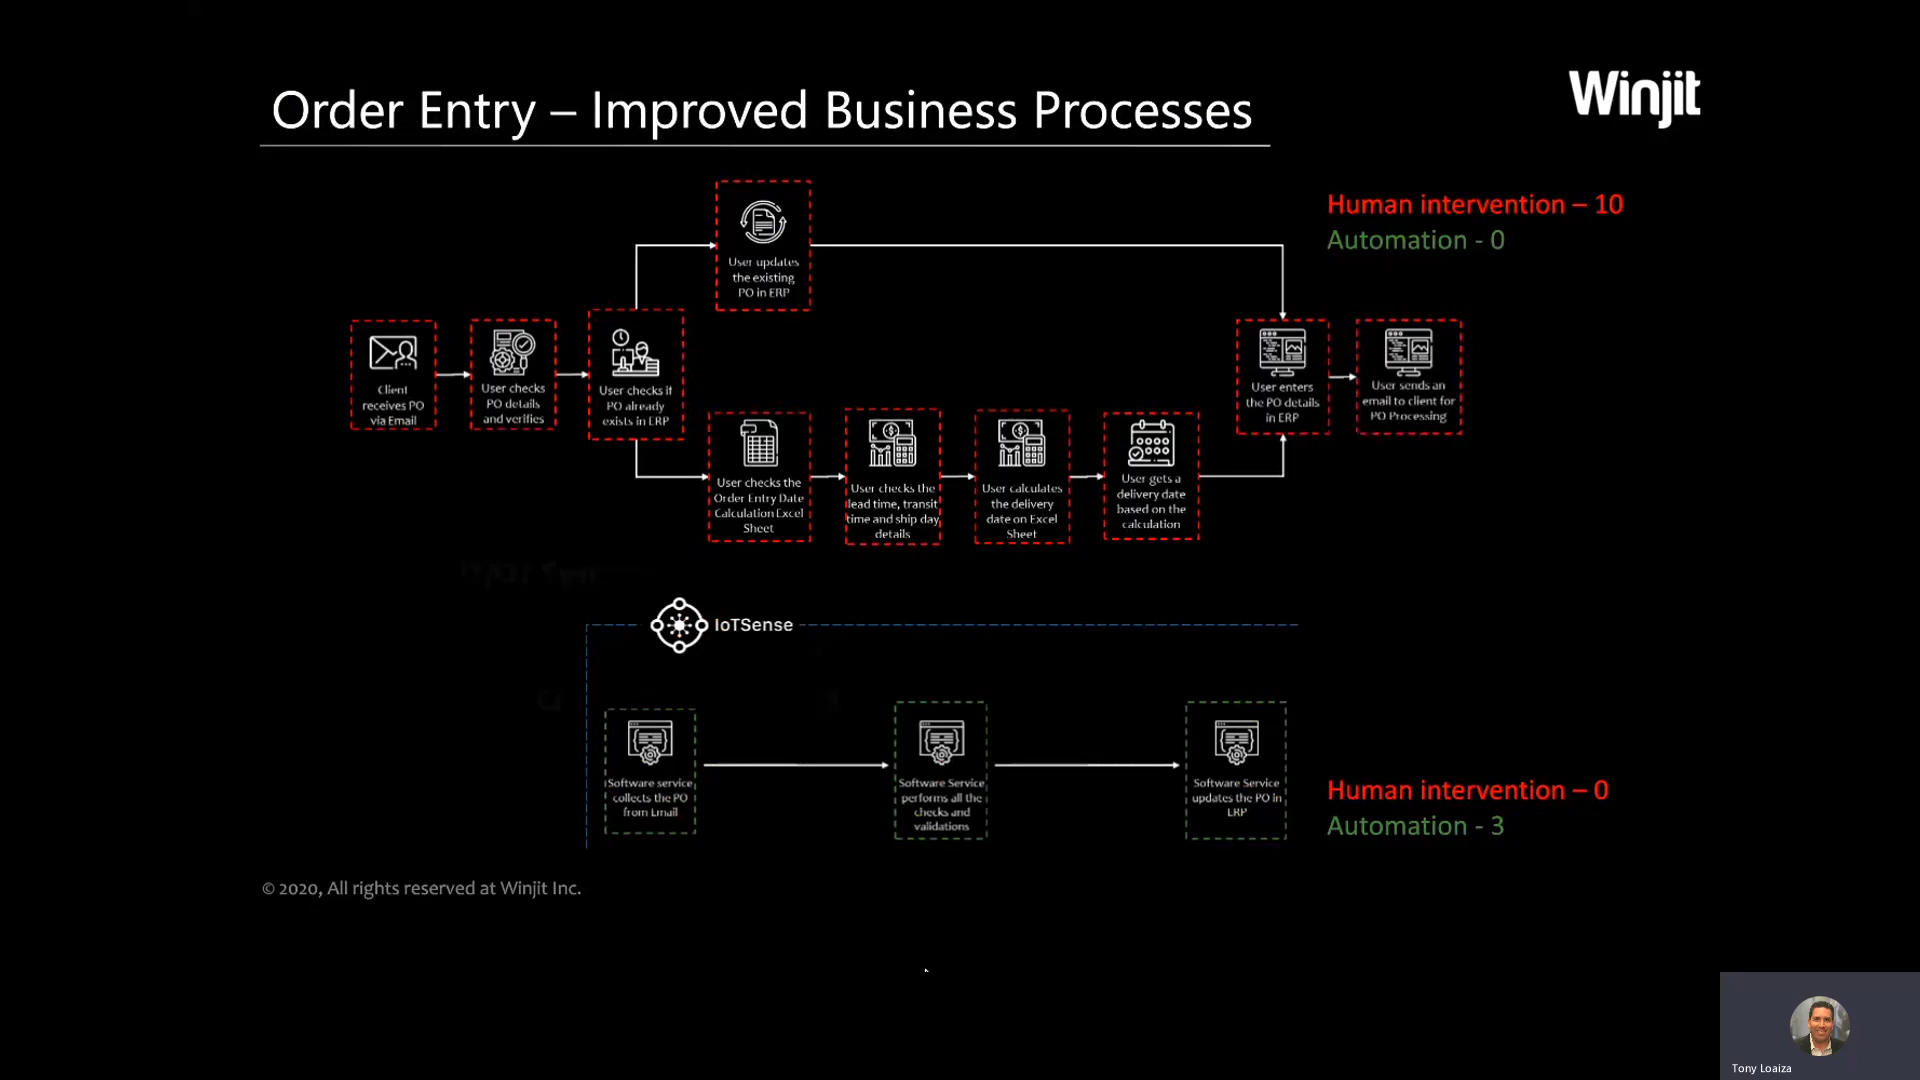 Order Entry – Improved Business Processes
Winjit
Human intervention – 10
Automation - 0
User updates
the existing
PO in ERP
Client
receives PO
via Email
User checks
PO details
and verifies
User checks if
PO already
exists in ERP
User checks the
Order Entry Date
Calculation Excel
Sheet
User checks the
lead time, transit
time and ship day
details
User calculates
the delivery
date on Excel
Sheet
User gets a
delivery date
based on the
calculation
User enters
the PO details
in ERP
User sends an
email to client for
PO Processing
IoTSense
Software service
collects the PO
from Email
Software Service
performs all the
checks and
validations
Software Service
updates the PO in
ERP
Human intervention – 0
Automation - 3
© 2020, All rights reserved at Winjit Inc.
Tony Loaiza